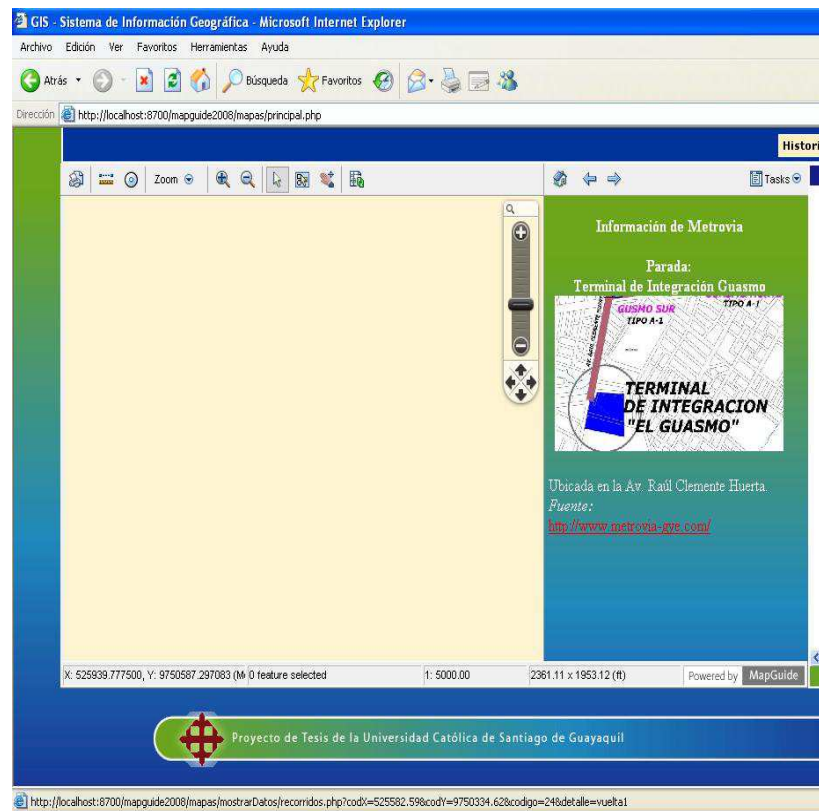 GIS - Sistema de Información Geográfica - Microsoft Internet Explorer
Archivo Edición Ver Favoritos Herramientas Ayuda
Atrás Búsqueda Favoritos
Dirección http://localhost:8700/mapguide2008/mapas/principal.php
Histori
Zoom Tasks
Información de Metrovia
Parada:
Terminal de Integración Guasmo
GUSMO SUR TIPO A-1
TIPO A-1
TERMINAL
DE INTEGRACION
"EL GUASMO"
Ubicada en la Av. Raúl Clemente Huerta.
Fuente:
http://www.metrovia-gye.com/
X: 525939.777500, Y: 9750587.297083 (M 0 feature selected 1: 5000.00 2361.11 x 1953.12 (ft) Powered by MapGuide
Proyecto de Tesis de la Universidad Católica de Santiago de Guayaquil
http://localhost:8700/mapguide2008/mapas/mostrarDatos/recorridos.php?codX=525582.59&codY=9750334.62&codigo=24&detalle=vuelta1